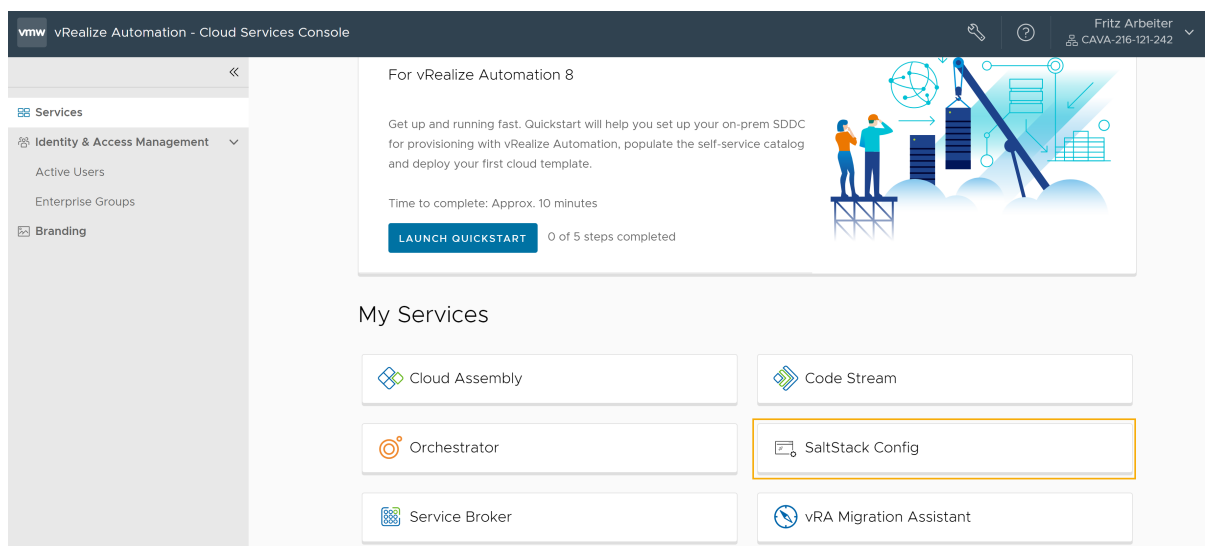 vmw vRealize Automation - Cloud Services Console
Fritz Arbeiter
CAVA-216-121-242
Services
Identity & Access Management
Active Users
Enterprise Groups
Branding
For vRealize Automation 8
Get up and running fast. Quickstart will help you set up your on-prem SDDC
for provisioning with vRealize Automation, populate the self-service catalog
and deploy your first cloud template.
Time to complete: Approx. 10 minutes
LAUNCH QUICKSTART 0 of 5 steps completed
My Services
Cloud Assembly
Code Stream
Orchestrator
SaltStack Config
Service Broker
vRA Migration Assistant